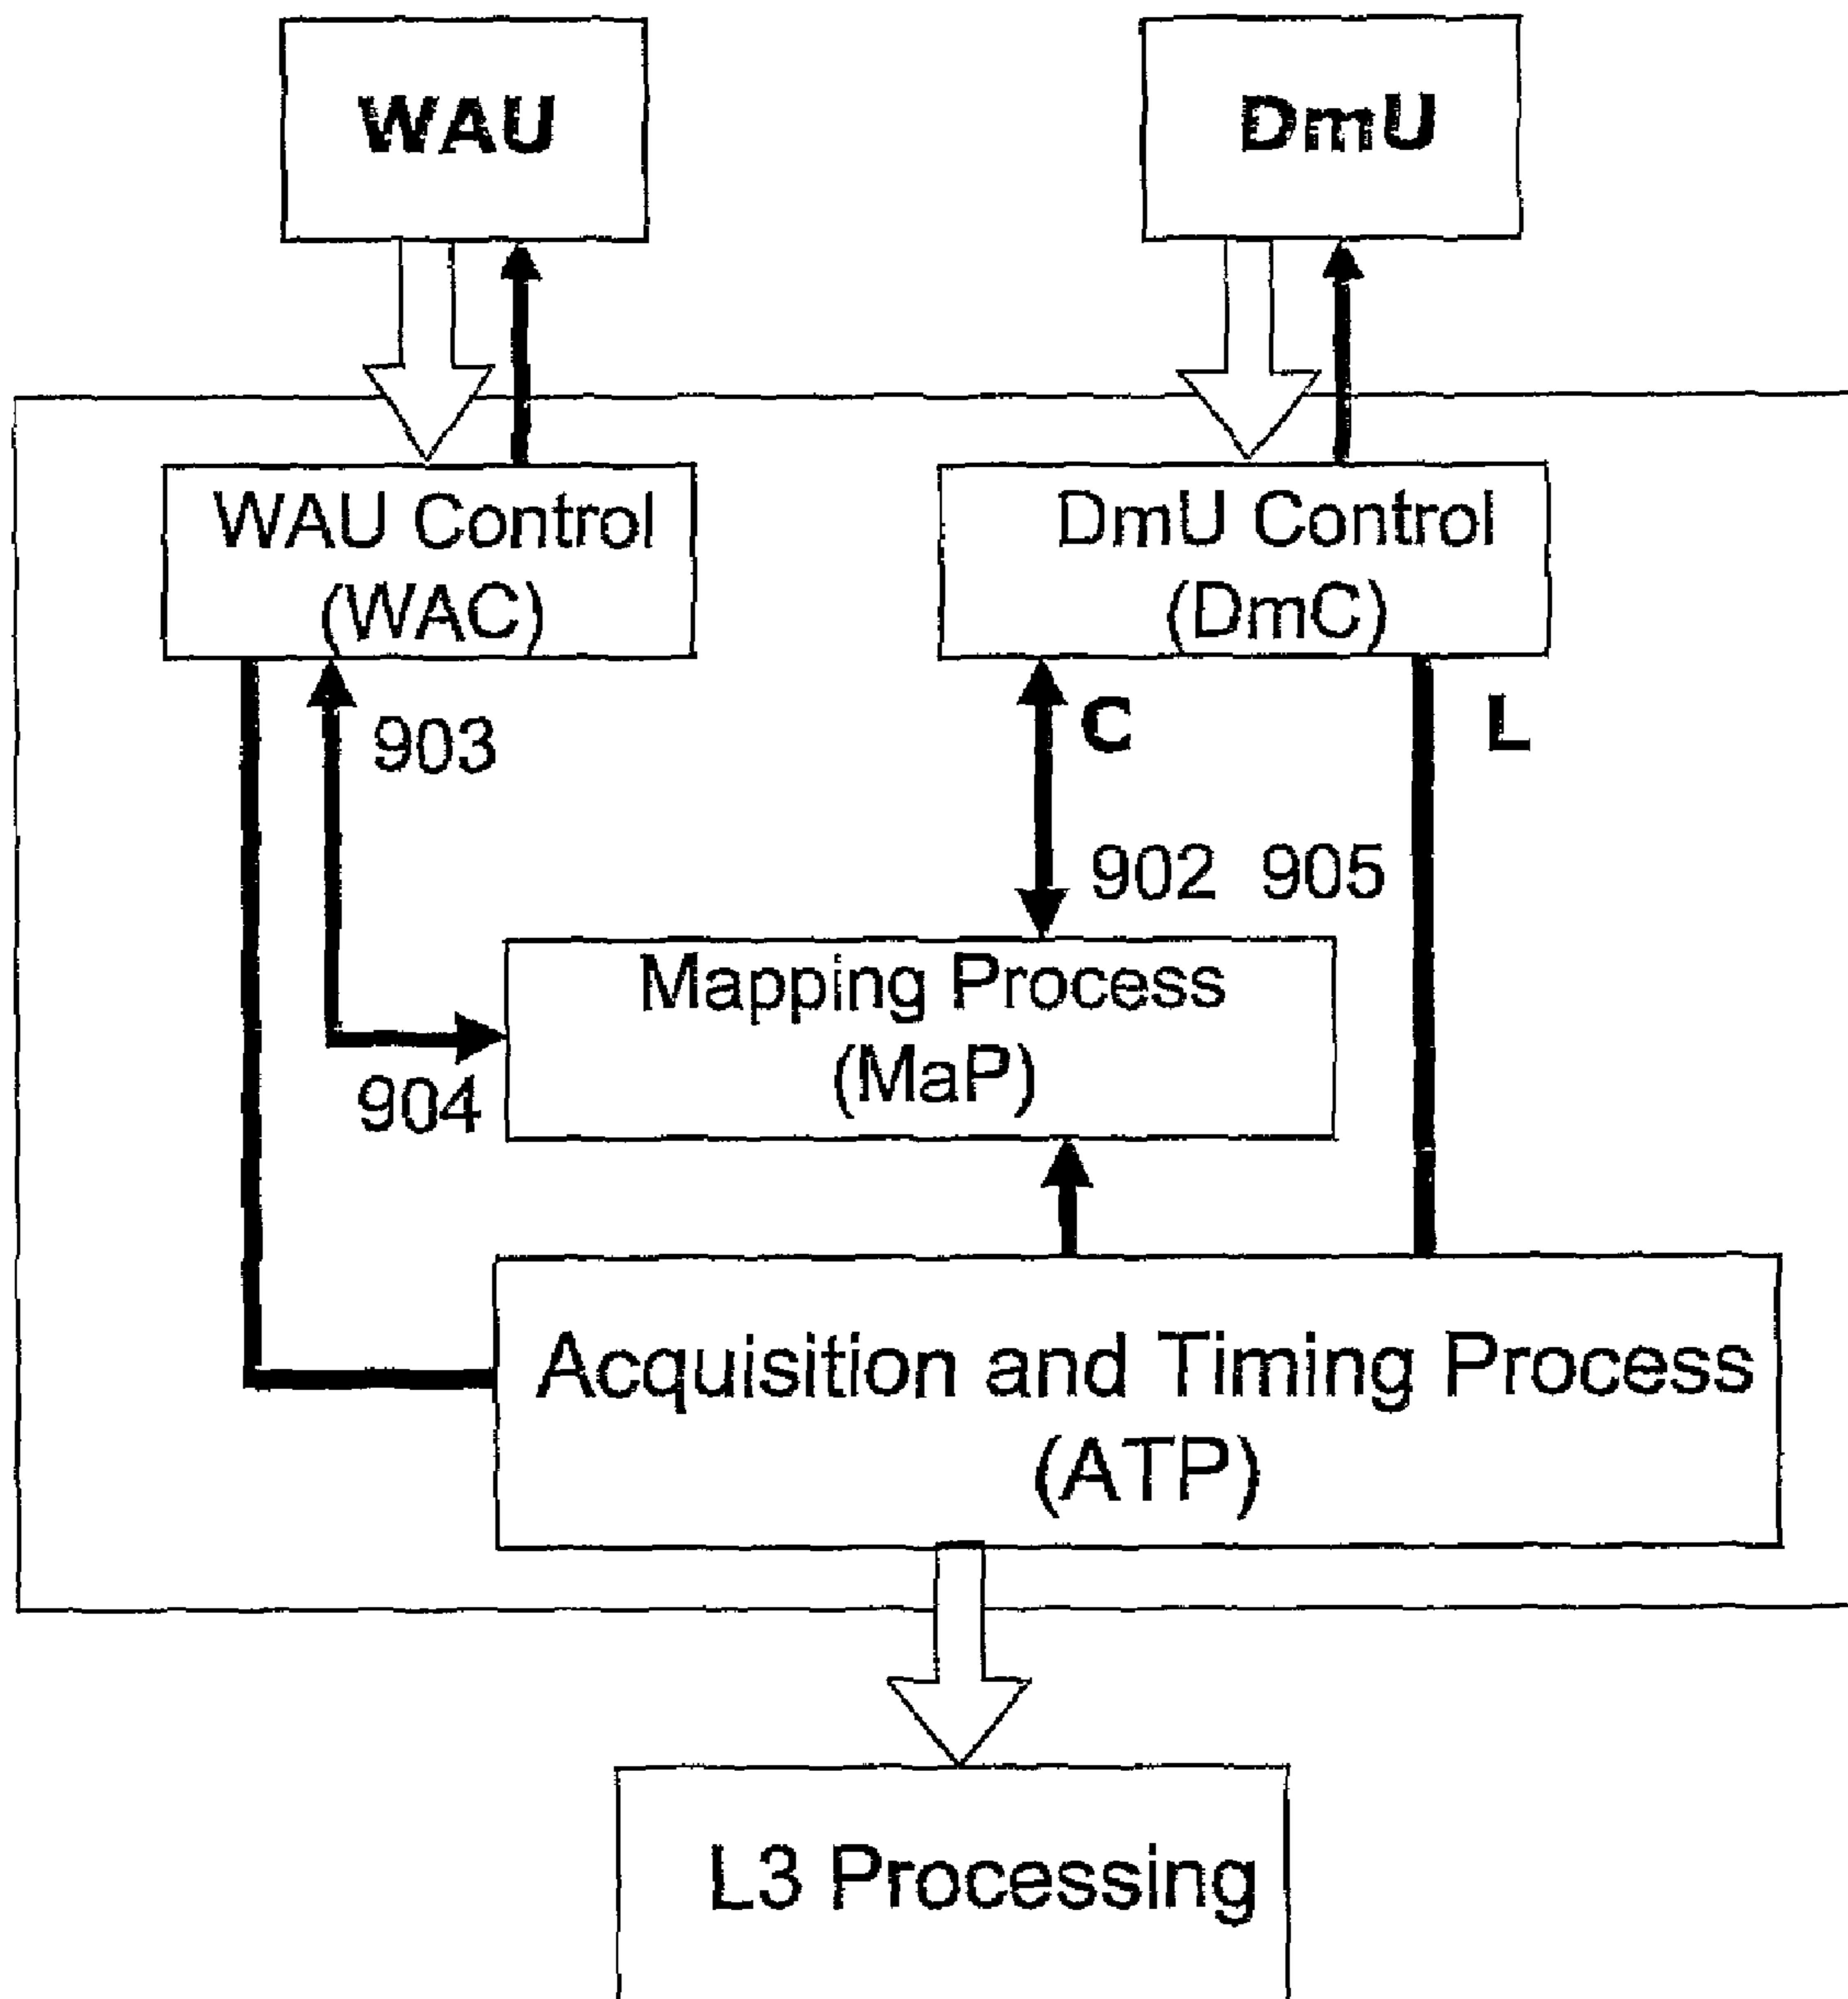 WAU
DmU
WAU Control
(WAC)
DmU Control
(DmC)
903
C
L
902 905
Mapping Process
(MaP)
904
Acquisition and Timing Process
(ATP)
L3 Processing